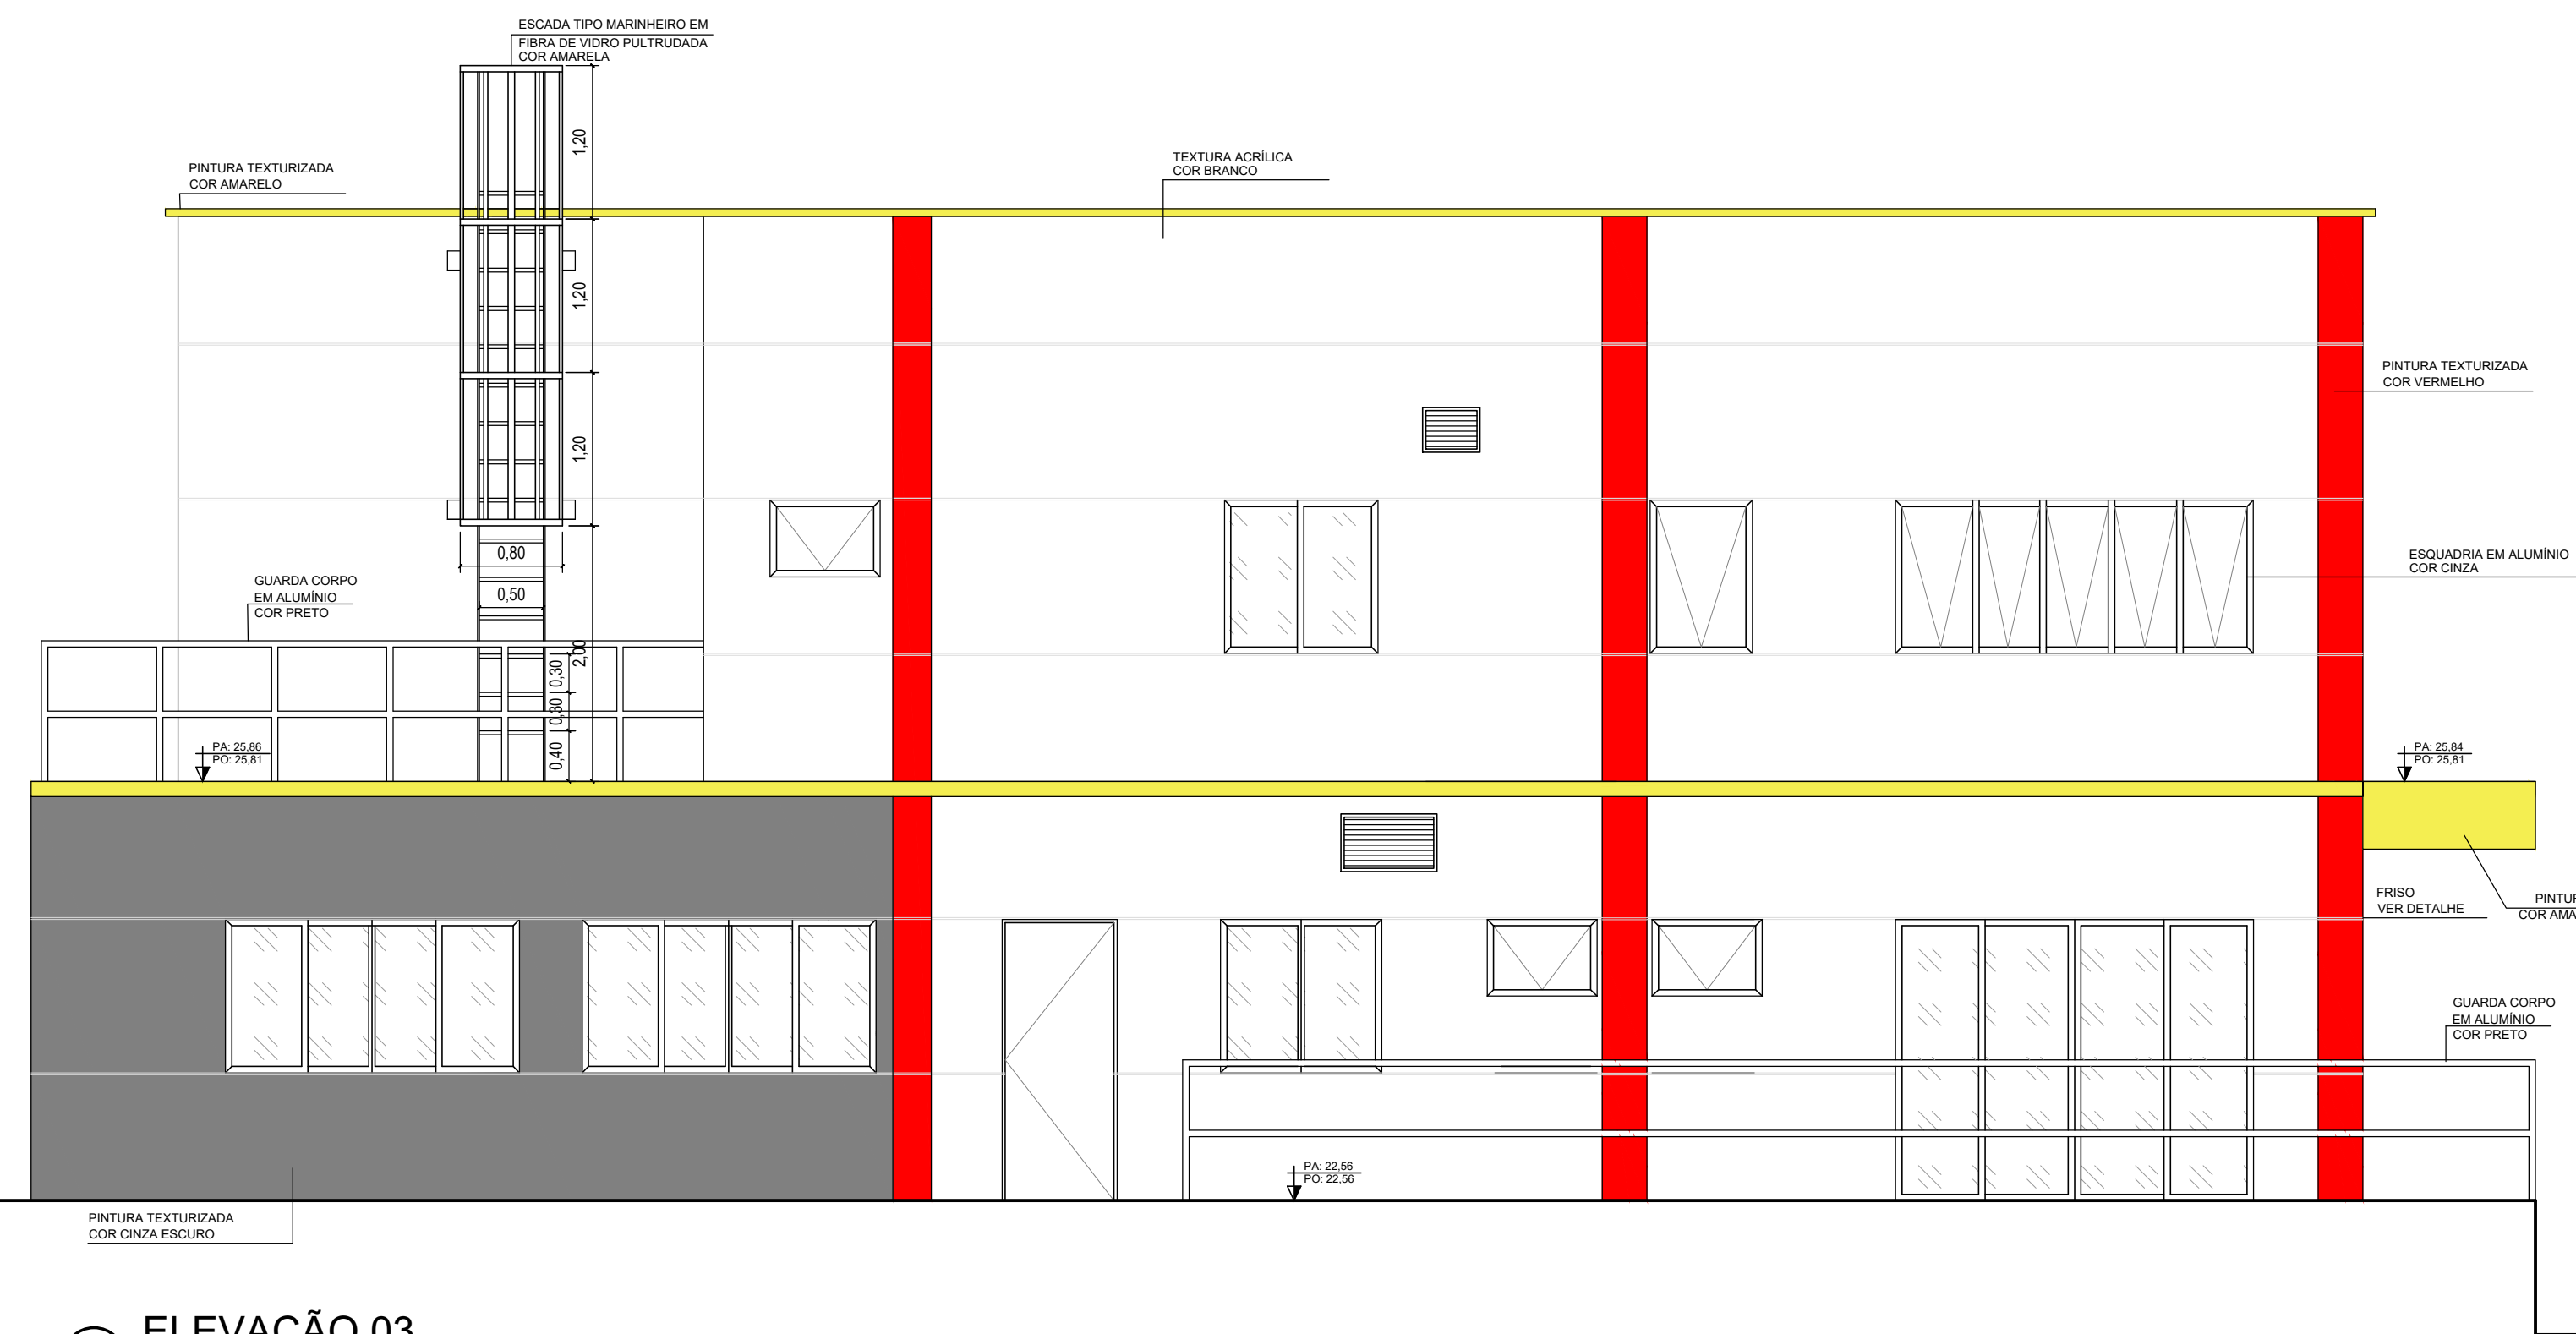 ESCADA TIPO MARINHEIRO EM
FIBRA DE VIDRO PULTRUDADA
COR AMARELA
1,20
PINTURA TEXTURIZADA
COR AMARELO
TEXTURA ACRÍLICA
COR BRANCO
1,20
PINTURA TEXTURIZADA
COR VERMELHO
1,20
0,80
ESQUADRIA EM ALUMÍNIO
COR CINZA
GUARDA CORPO
EM ALUMÍNIO
COR PRETO
0,50
2,00
0,30
0,30
0,40
PA: 25,86
PO: 25,81
PA: 25,84
PO: 25,81
FRISO
VER DETALHE
PINTUR
COR AMA
GUARDA CORPO
EM ALUMÍNIO
COR PRETO
PA: 22,56
PO: 22,56
PINTURA TEXTURIZADA
COR CINZA ESCURO
ELEVAÇÃO 03